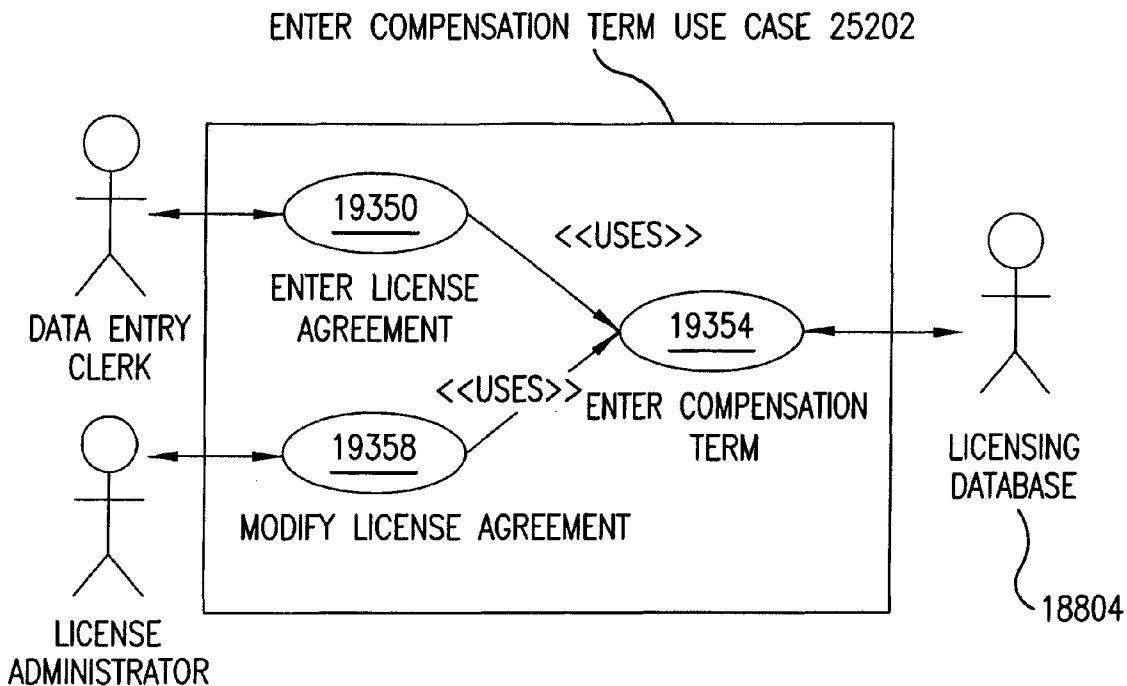 ENTER COMPENSATION TERM USE CASE 25202
19350
<<USES>>
ENTER LICENSE
AGREEMENT
DATA ENTRY
CLERK
19354
<<USES>>
ENTER COMPENSATION
TERM
19358
MODIFY LICENSE AGREEMENT
LICENSING
DATABASE
18804
LICENSE
ADMINISTRATOR